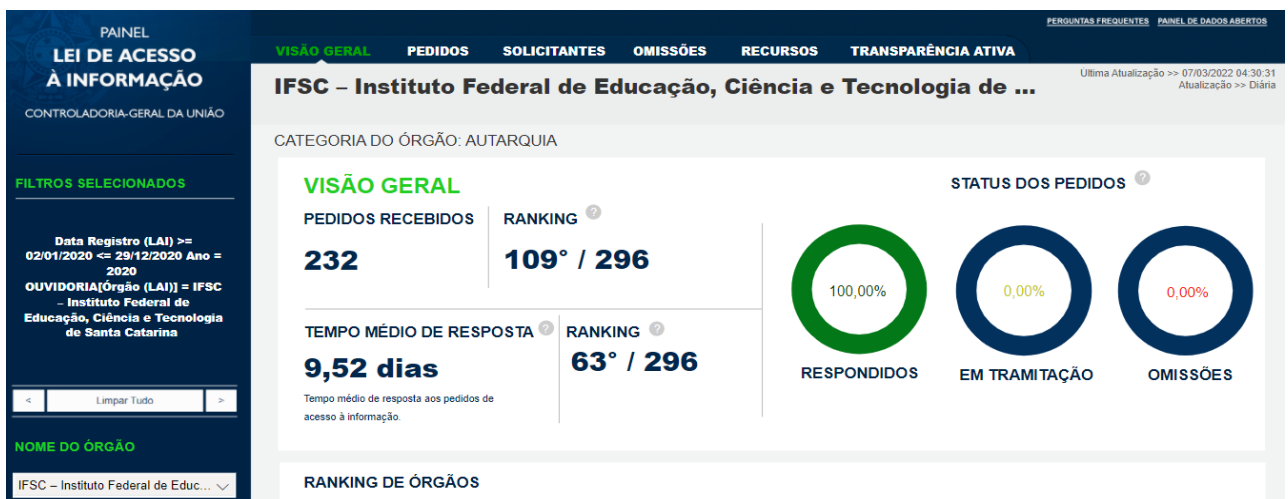 PERGUNTAS FREQUENTES PAINEL DE DADOS ABERTOS
PAINEL
LEI DE ACESSO
À INFORMAÇÃO
CONTROLADORIA-GERAL DA UNIÃO
VISÃO GERAL PEDIDOS SOLICITANTES OMISSÕES RECURSOS TRANSPARÊNCIA ATIVA
IFSC – Instituto Federal de Educação, Ciência e Tecnologia de ...
Ultima Atualização >> 07/03/2022 04:30:31
Atualização >> Diária
CATEGORIA DO ÓRGÃO: AUTARQUIA
FILTROS SELECIONADOS
Data Registro (LAI) >=
02/01/2020 <= 29/12/2020 Ano =
2020
OUVIDORIA[Órgão (LAI)] = IFSC
– Instituto Federal de
Educação, Ciência e Tecnologia
de Santa Catarina
< Limpar Tudo >
NOME DO ÓRGÃO
IFSC – Instituto Federal de Educ...
VISÃO GERAL
PEDIDOS RECEBIDOS
232
RANKING ?
109° / 296
TEMPO MÉDIO DE RESPOSTA ?
9,52 dias
Tempo médio de resposta aos pedidos de
acesso à informação.
RANKING ?
63° / 296
STATUS DOS PEDIDOS ?
100,00%
RESPONDIDOS
0,00%
EM TRAMITAÇÃO
0,00%
OMISSÕES
RANKING DE ÓRGÃOS